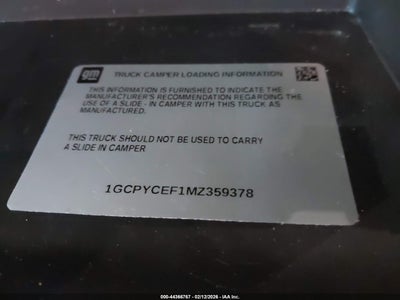 gm
TRUCK CAMPER LOADING INFORMATION
THIS INFORMATION IS FURNISHED TO INDICATE THE
MANUFACTURER'S RECOMMENDATION REGARDING THE
USE OF A SLIDE - IN CAMPER WITH THIS TRUCK AS
MANUFACTURED.
THIS TRUCK SHOULD NOT BE USED TO CARRY
A SLIDE IN CAMPER
1GCPYCEF1MZ359378
000-44366767 - 02/12/2026 - IAA Inc.